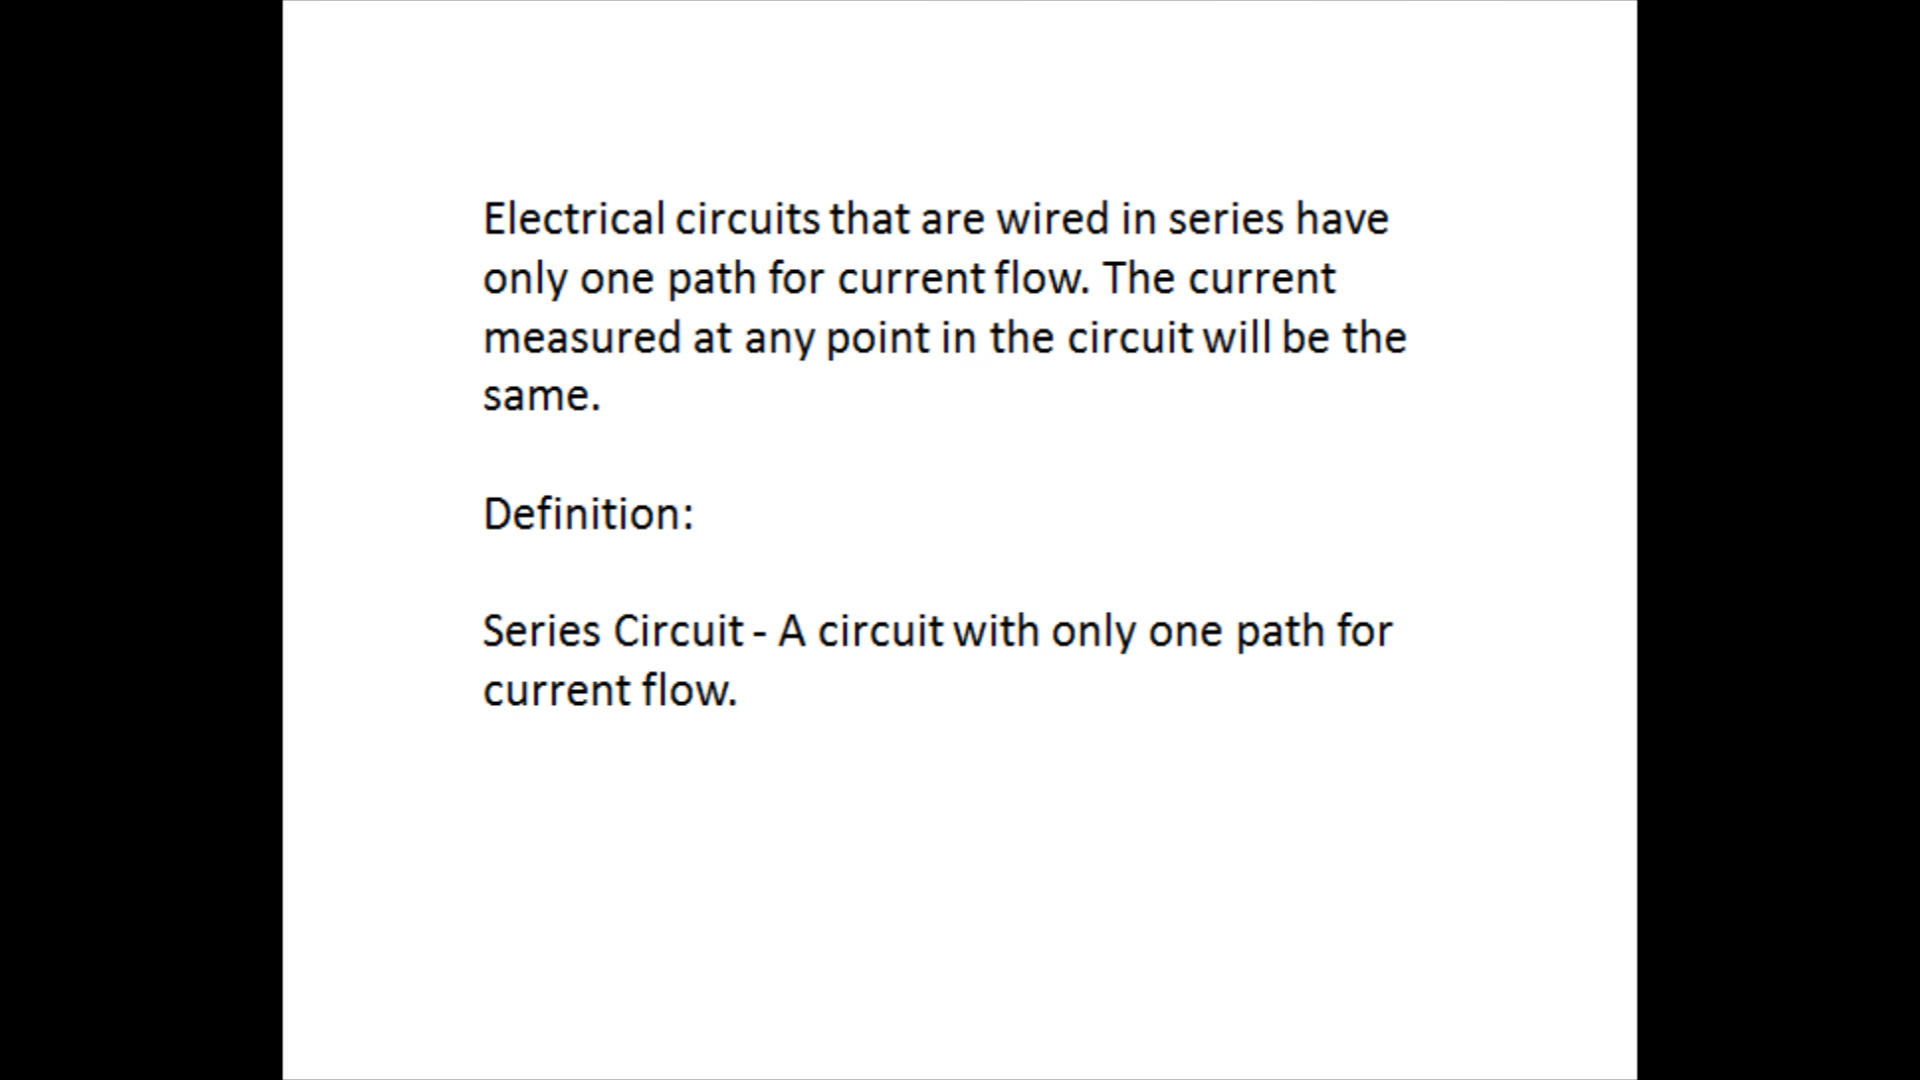 Electrical circuits that are wired in series have
only one path for current flow. The current
measured at any point in the circuit will be the
same.
Definition:
Series Circuit - A circuit with only one path for
current flow.